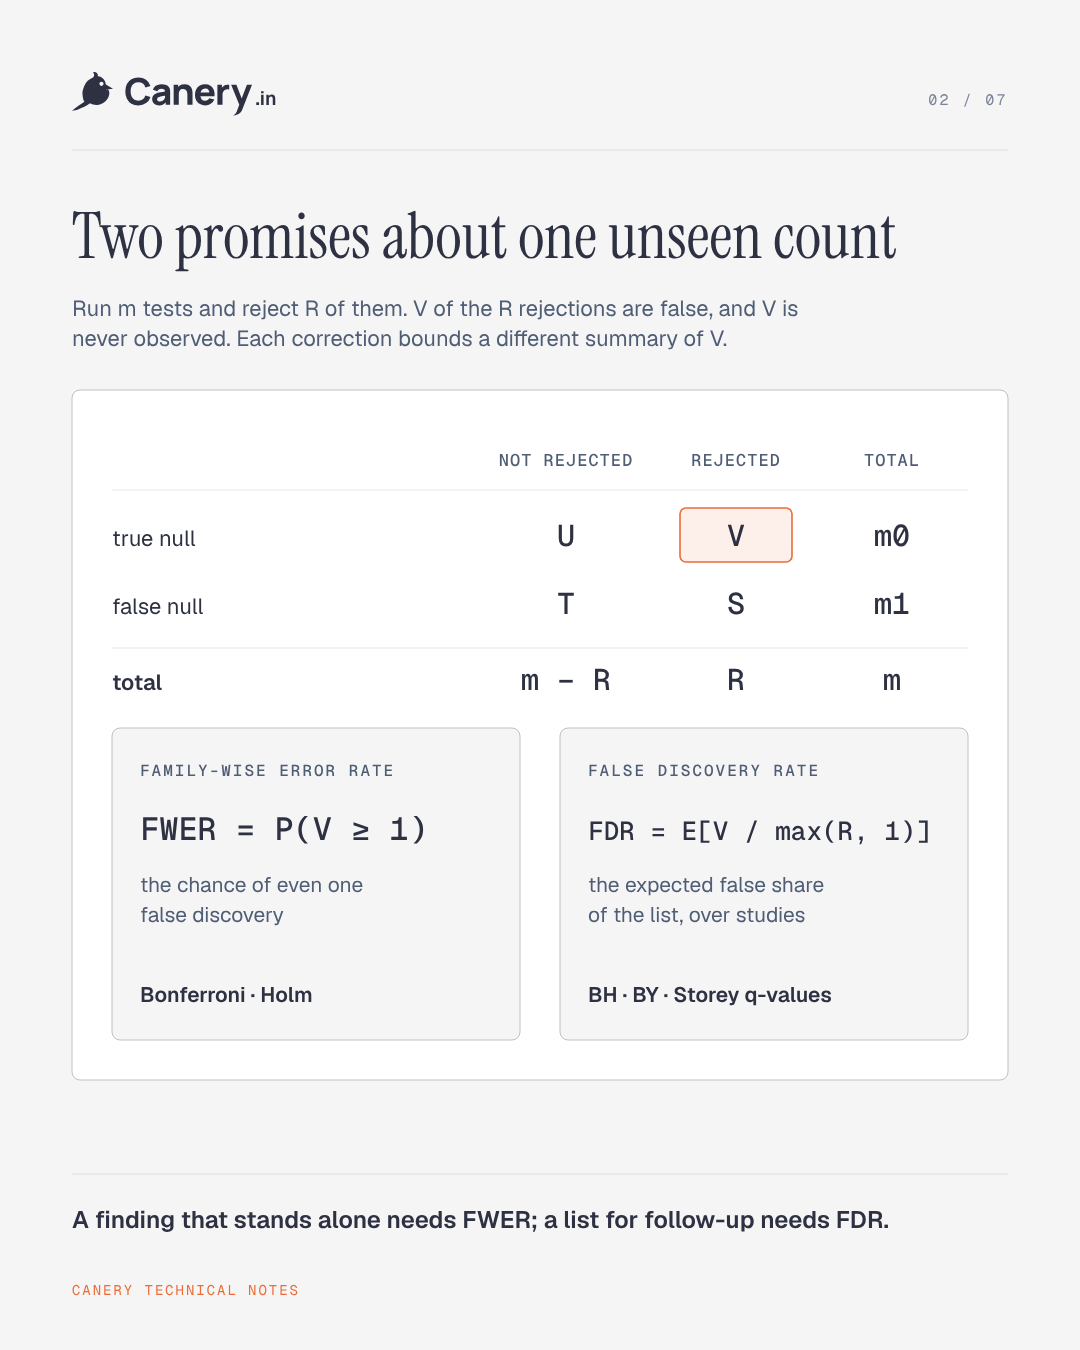 Canery.in
02 / 07
Two promises about one unseen count
Run m tests and reject R of them. V of the R rejections are false, and V is
never observed. Each correction bounds a different summary of V.
NOT REJECTED REJECTED TOTAL
true null U V m0
false null T S m1
total m − R R m
FAMILY-WISE ERROR RATE
FWER = P(V ≥ 1)
the chance of even one
false discovery
Bonferroni · Holm
FALSE DISCOVERY RATE
FDR = E[V / max(R, 1)]
the expected false share
of the list, over studies
BH · BY · Storey q-values
A finding that stands alone needs FWER; a list for follow-up needs FDR.
CANERY TECHNICAL NOTES